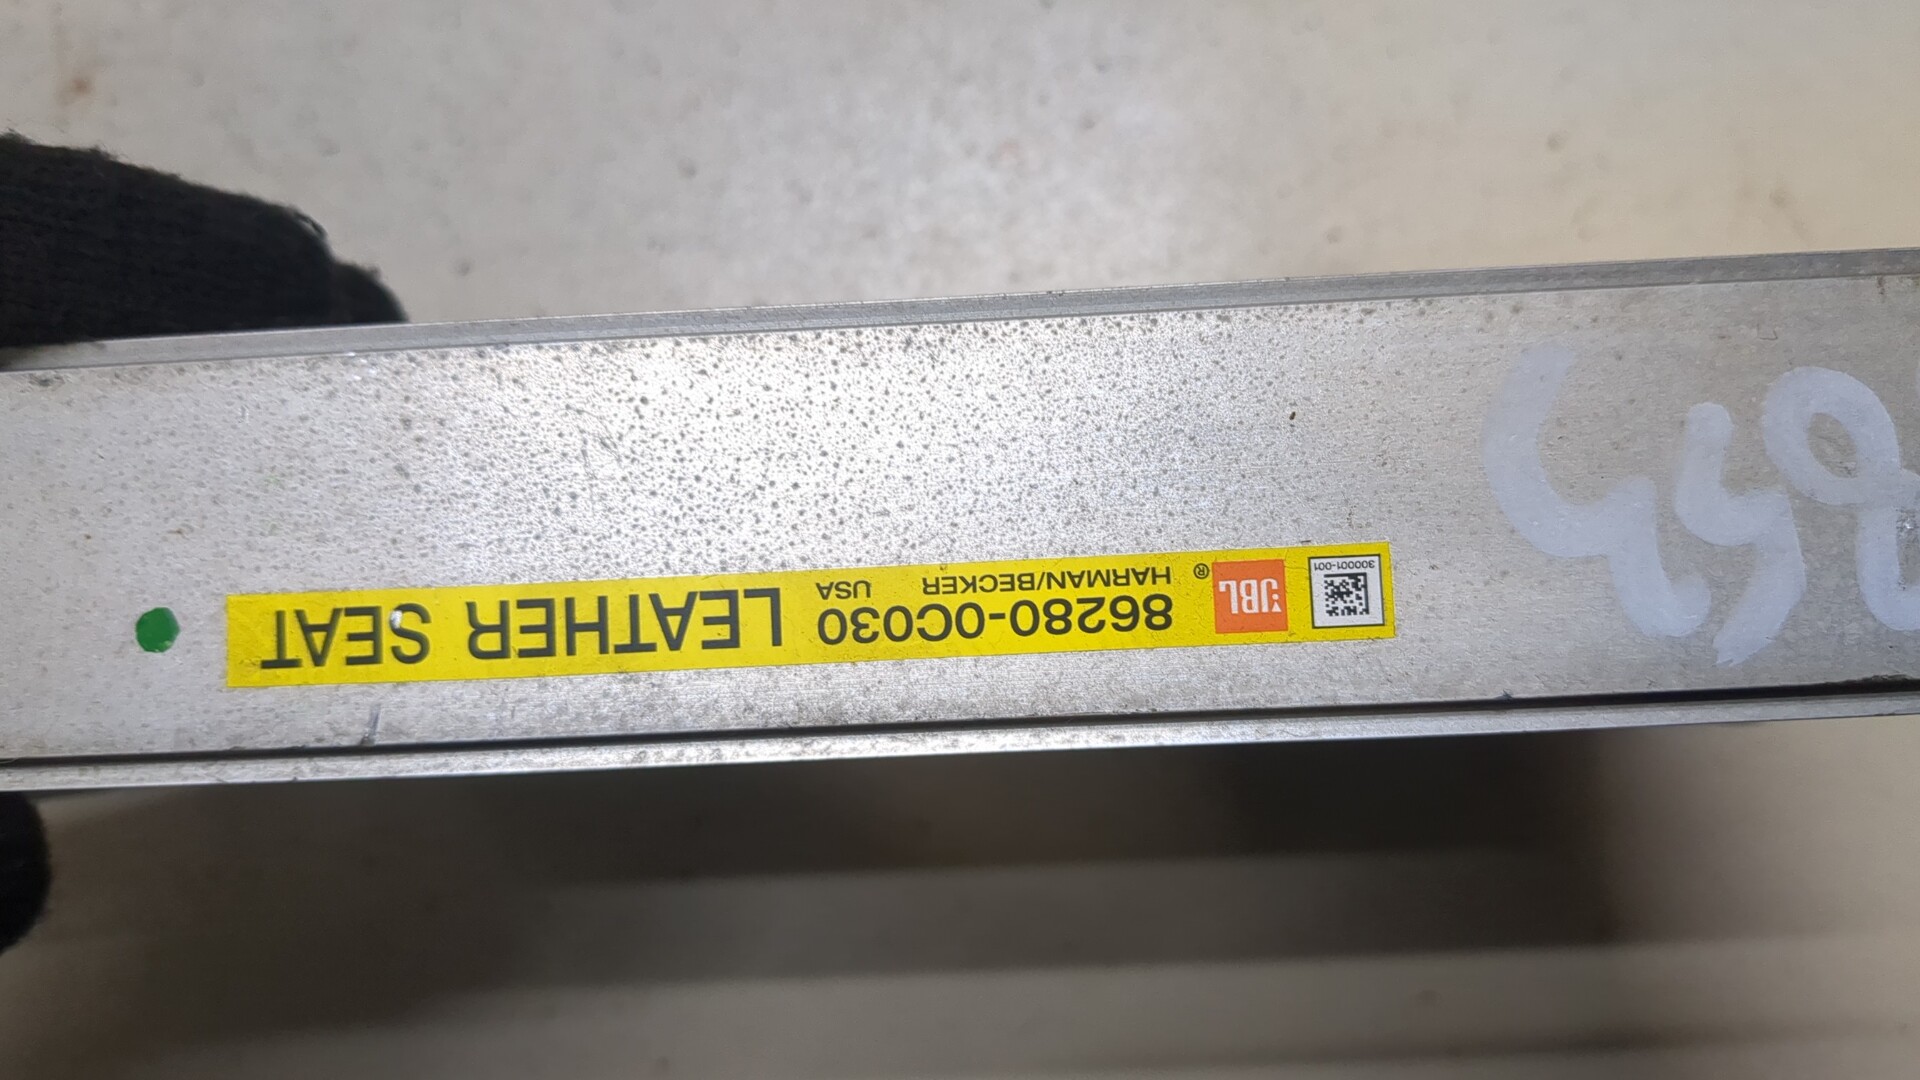 300001-001
JBL®
86280-0C030
HARMAN/BECKER USA
LEATHER SEAT